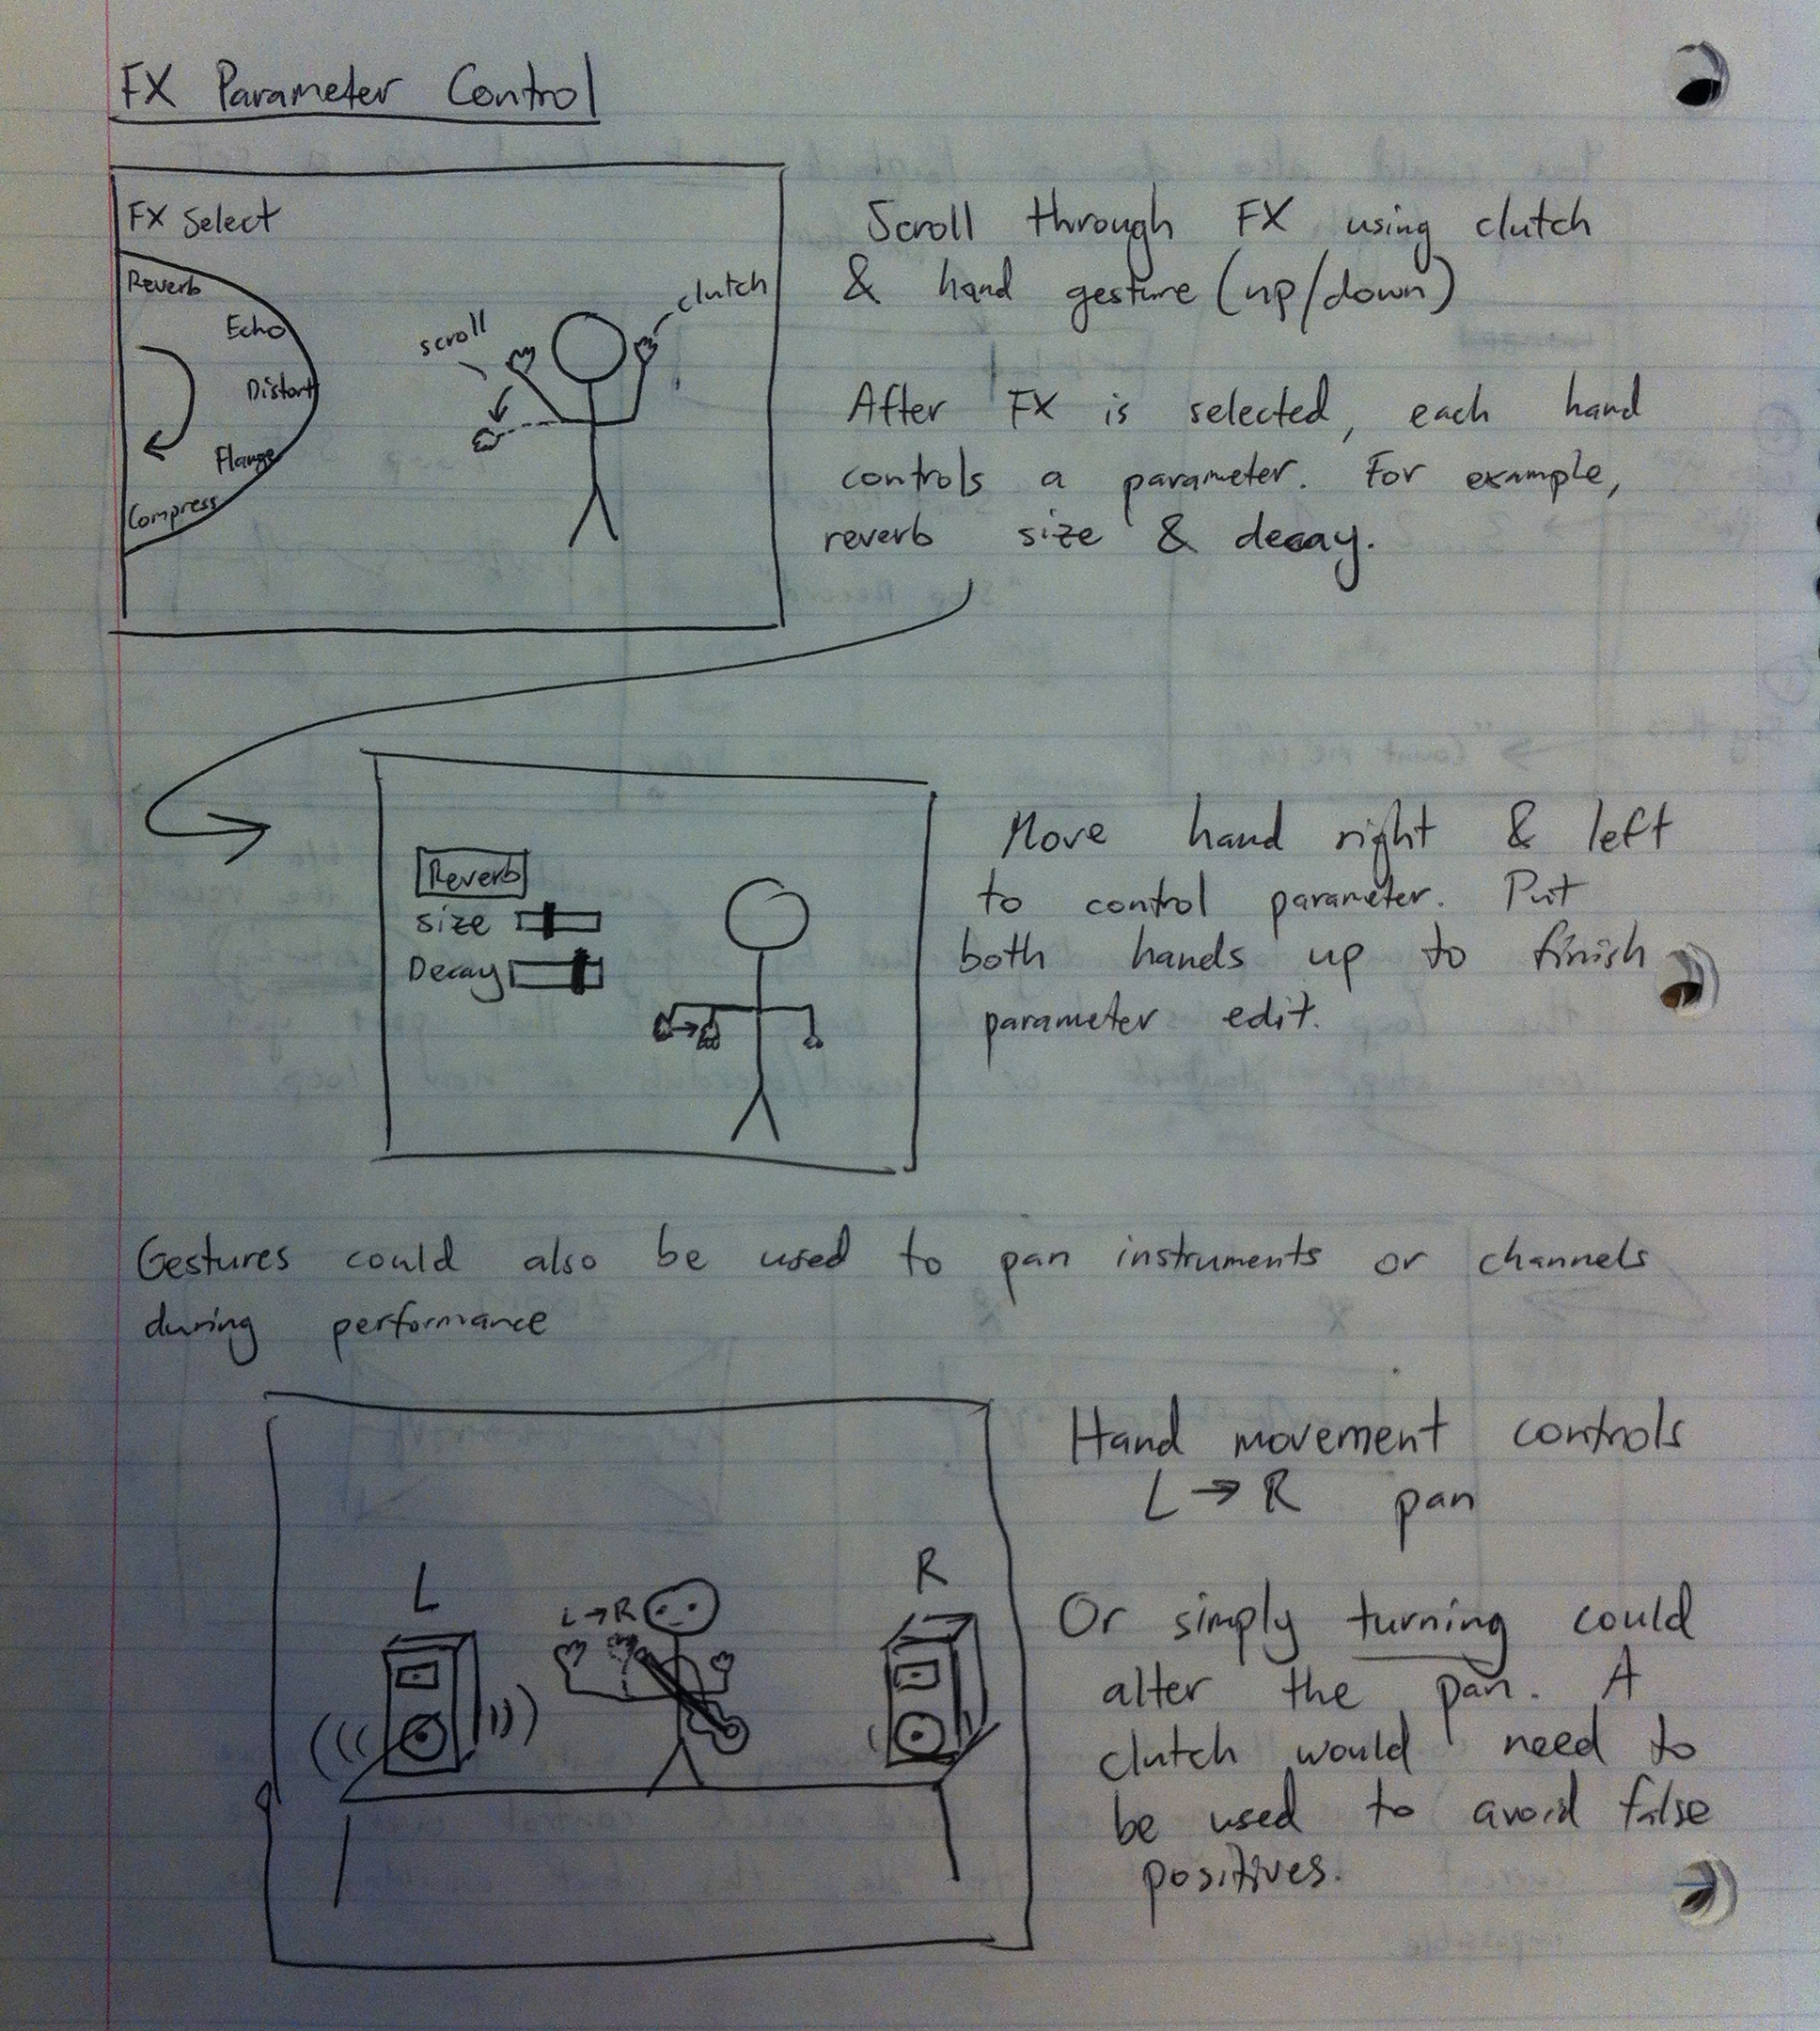 FX Parameter Control
FX Select
Reverb
Echo
Distort
Flange
Compress
scroll
clutch
Scroll through FX using clutch
& hand gesture (up/down)
After FX is selected, each hand
controls a parameter. For example,
reverb size & decay.
Reverb
size
Decay
Move hand right & left
to control parameter. Put
both hands up to finish
parameter edit.
Gestures could also be used to pan instruments or channels
during performance
L
L→R
R
Hand movement controls
L → R pan
Or simply turning could
alter the pan. A
clutch would need to
be used to avoid false
positives.